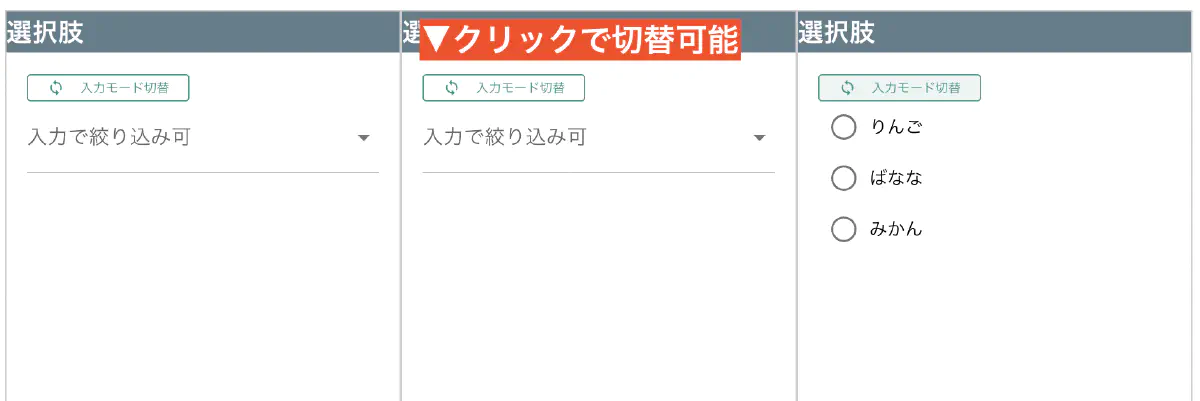 選択肢
入力モード切替
入力で絞り込み可
選
▼クリックで切替可能
入力モード切替
入力で絞り込み可
選択肢
入力モード切替
りんご
ばなな
みかん